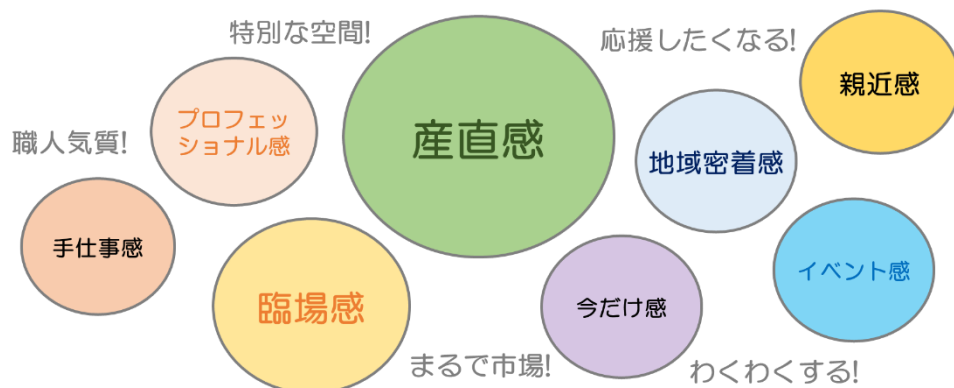 特別な空間!
応援したくなる!
親近感
プロフェッ
ショナル感
産直感
職人気質!
地域密着感
手仕事感
臨場感
今だけ感
イベント感
まるで市場!
わくわくする!